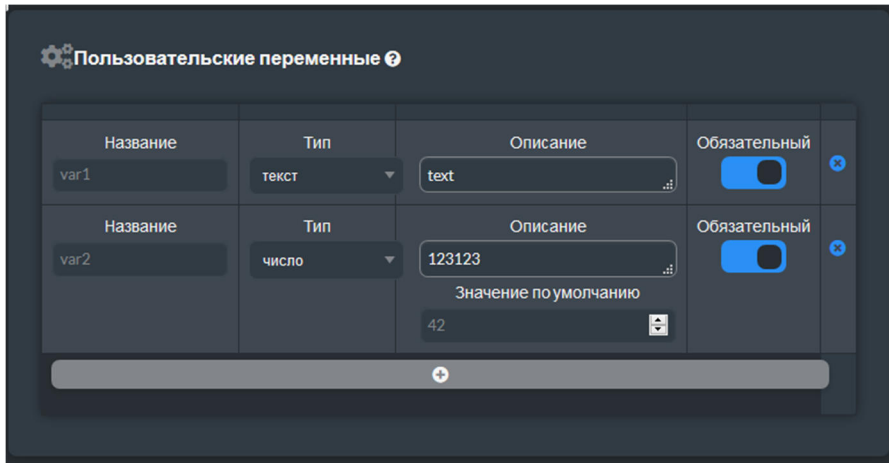 Пользовательские переменные
Название Тип Описание Обязательный
var1 текст text
Название Тип Описание Обязательный
var2 число 123123
Значение по умолчанию
42